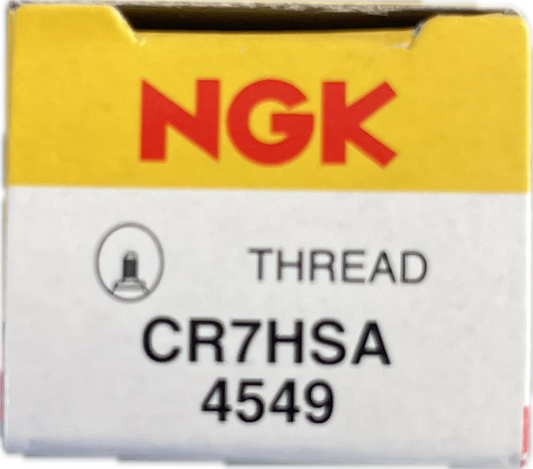 NGK
THREAD
CR7HSA
4549